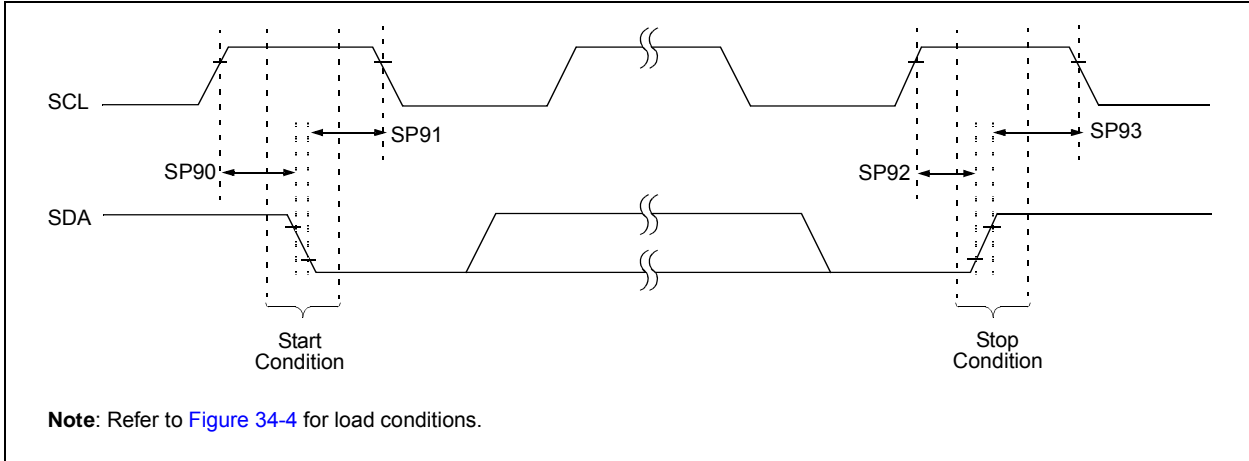 SCL
SP91
SP93
SP90
SP92
SDA
Start
Condition
Stop
Condition
Note: Refer to Figure 34-4 for load conditions.